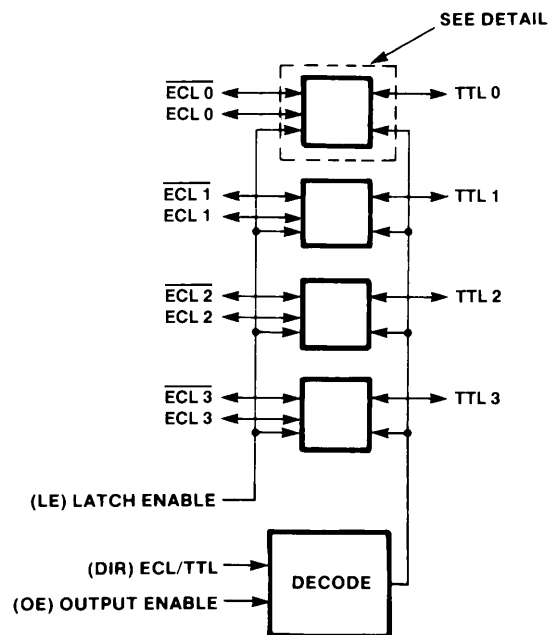 SEE DETAIL
ECL 0 TTL 0
ECL 0
ECL 1 TTL 1
ECL 1
ECL 2 TTL 2
ECL 2
ECL 3 TTL 3
ECL 3
(LE) LATCH ENABLE
(DIR) ECL/TTL
DECODE
(OE) OUTPUT ENABLE